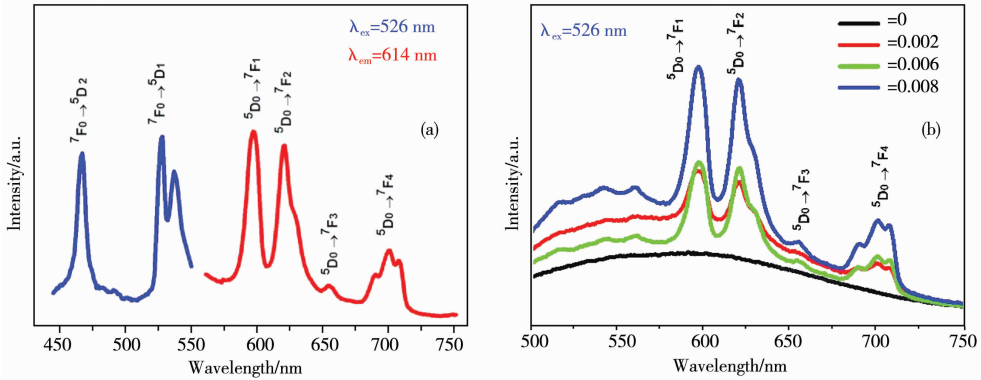 λex=526 nm
λem=614 nm
⁷F₀→⁵D₂
⁷F₀→⁵D₁
⁵D₀→⁷F₁
⁵D₀→⁷F₂
⁵D₀→⁷F₃
⁵D₀→⁷F₄
(a)
Intensity/a.u.
450 500 550 600 650 700 750
Wavelength/nm
λex=526 nm
⁵D₀→⁷F₁
⁵D₀→⁷F₂
⁵D₀→⁷F₃
⁵D₀→⁷F₄
=0
=0.002
=0.006
=0.008
(b)
Intensity/a.u.
500 550 600 650 700 750
Wavelength/nm